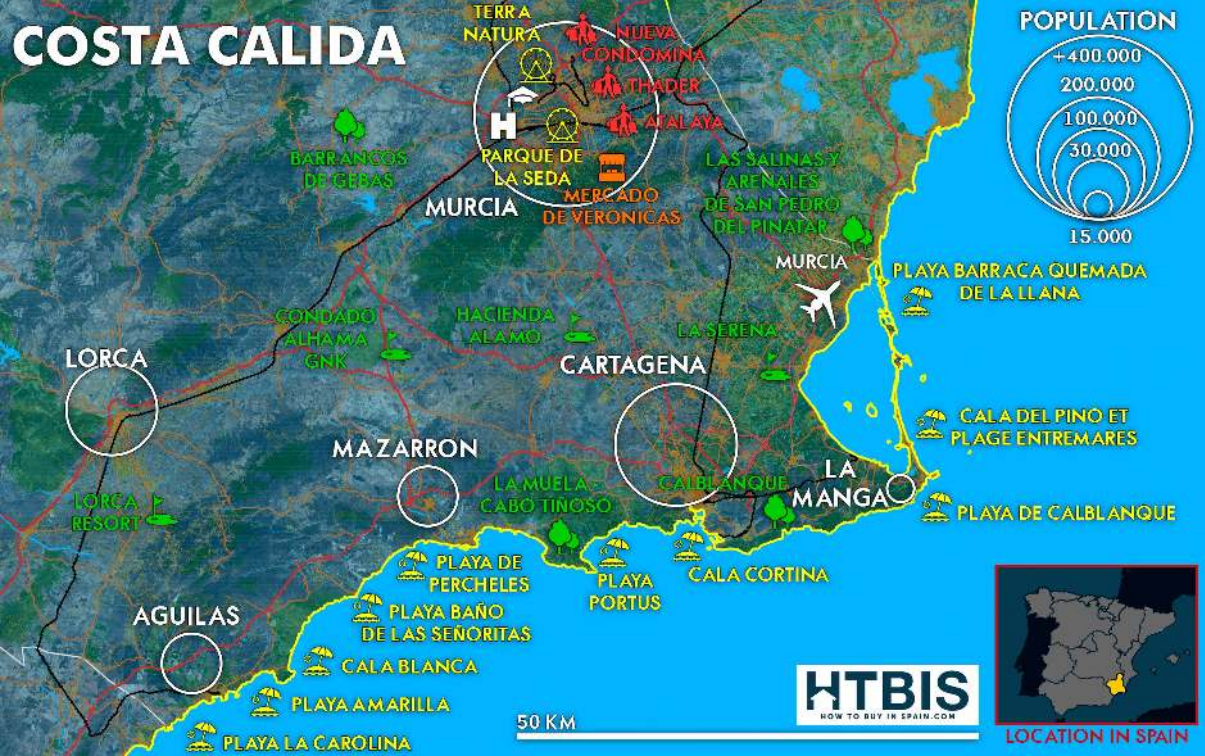 COSTA CALIDA
TERRA
NATURA
NUEVA
CONDOMINA
THADER
ATALAYA
H
PARQUE DE
LA SEDA
MERCADO
DE VERONICAS
MURCIA
BARRANCOS
DE GEBAS
LAS SALINAS Y
ARENALES
DE SAN PEDRO
DEL PINATAR
MURCIA
POPULATION
+400.000
200.000
100.000
30.000
15.000
PLAYA BARRACA QUEMADA
DE LA LLANA
CONDADO
ALHAMA
GNK
HACIENDA
ALAMO
LA SERENA
LORCA
CARTAGENA
CALA DEL PINO ET
PLAGE ENTREMARES
MAZARRON
LA MUELA -
CABO TIÑOSO
CALBLANQUE
LA
MANGA
PLAYA DE CALBLANQUE
LORCA
RESORT
PLAYA DE
PERCHELES
PLAYA
PORTUS
CALA CORTINA
AGUILAS
PLAYA BAÑO
DE LAS SEÑORITAS
CALA BLANCA
PLAYA AMARILLA
PLAYA LA CAROLINA
50 KM
HTBIS
HOW TO BUY IN SPAIN.COM
LOCATION IN SPAIN